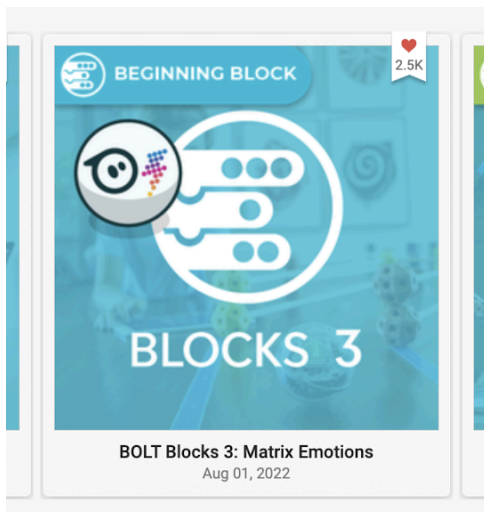 BEGINNING BLOCK
2.5K
BLOCKS 3
BOLT Blocks 3: Matrix Emotions
Aug 01, 2022